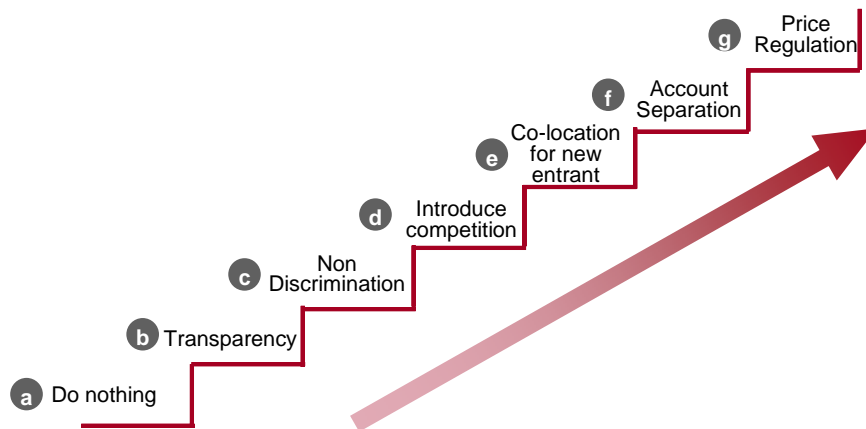 g Price
Regulation
f Account
Separation
e Co-location
for new
entrant
d Introduce
competition
c Non
Discrimination
b Transparency
a Do nothing